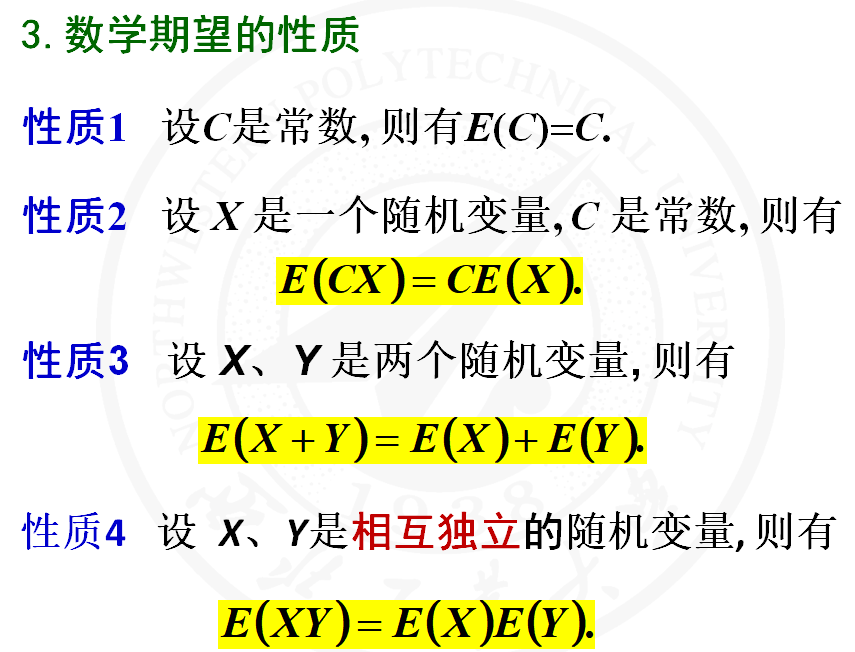 3.数学期望的性质
性质1 设C是常数, 则有E(C)=C.
性质2 设 X 是一个随机变量, C 是常数, 则有
E(CX) = CE(X).
性质3 设 X、Y 是两个随机变量, 则有
E(X + Y) = E(X) + E(Y).
性质4 设 X、Y是相互独立的随机变量, 则有
E(XY) = E(X)E(Y).